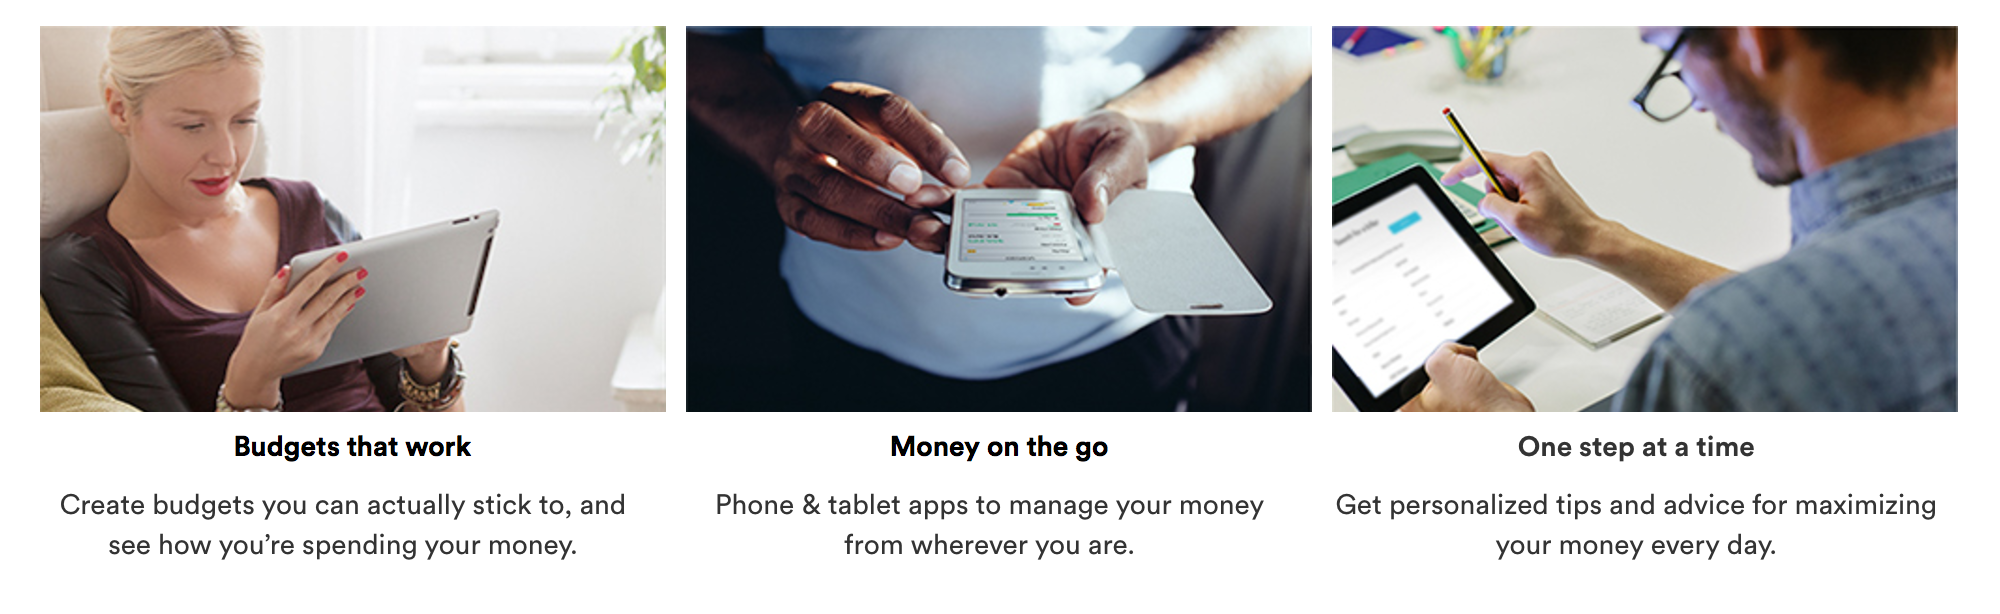 Budgets that work
Create budgets you can actually stick to, and
see how you’re spending your money.
Money on the go
Phone & tablet apps to manage your money
from wherever you are.
One step at a time
Get personalized tips and advice for maximizing
your money every day.